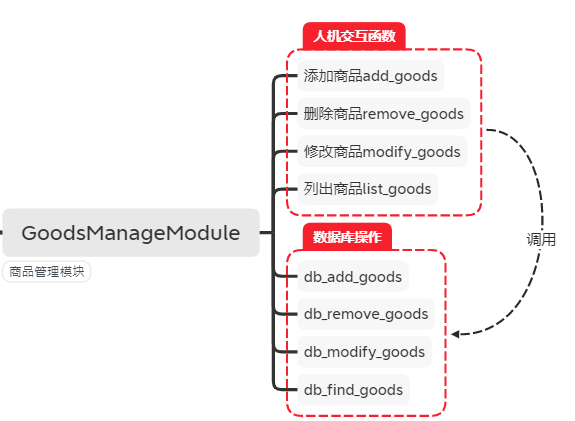 人机交互函数
添加商品add_goods
删除商品remove_goods
修改商品modify_goods
列出商品list_goods
GoodsManageModule
商品管理模块
调用
数据库操作
db_add_goods
db_remove_goods
db_modify_goods
db_find_goods